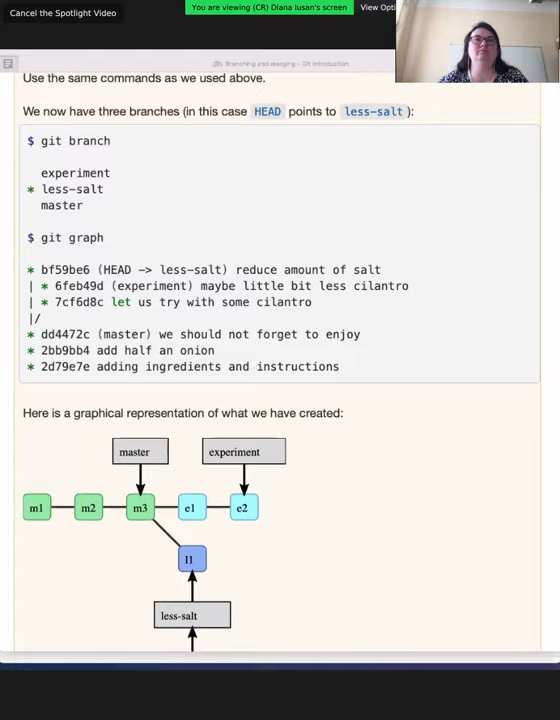 Cancel the Spotlight Video
You are viewing (CR) Diana Iusan's screen
View Opti
Branching and merging - Git introduction
Use the same commands as we used above.
We now have three branches (in this case HEAD points to less-salt):
$ git branch
experiment
* less-salt
master
$ git graph
* bf59be6 (HEAD -> less-salt) reduce amount of salt
| * 6feb49d (experiment) maybe little bit less cilantro
| * 7cf6d8c let us try with some cilantro
|/
* dd4472c (master) we should not forget to enjoy
* 2bb9bb4 add half an onion
* 2d79e7e adding ingredients and instructions
Here is a graphical representation of what we have created:
master
experiment
m1
m2
m3
e1
e2
l1
less-salt